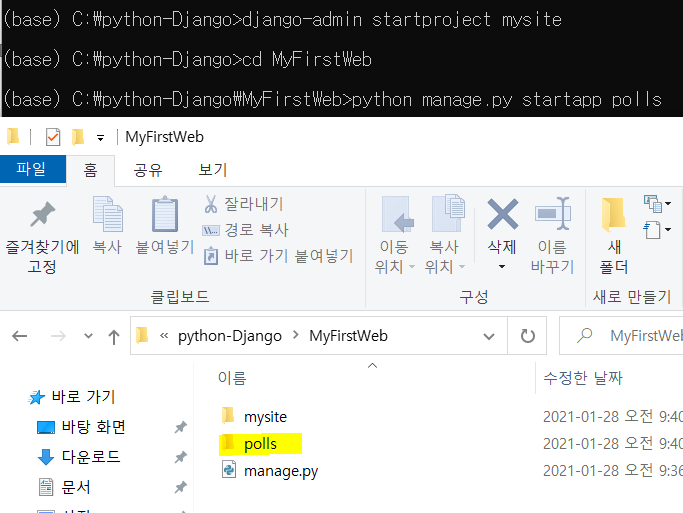 (base) C:\python-Django>django-admin startproject mysite
(base) C:\python-Django>cd MyFirstWeb
(base) C:\python-Django\MyFirstWeb>python manage.py startapp polls
MyFirstWeb
파일 홈 공유 보기
즐겨찾기에 고정
복사
붙여넣기
잘라내기
경로 복사
바로 가기 붙여넣기
이동 위치
복사 위치
삭제
이름 바꾸기
새 폴더
클립보드 구성 새로 만들기
« python-Django > MyFirstWeb
MyFirstWeb
이름 수정한 날짜
바로 가기
바탕 화면
다운로드
문서
mysite 2021-01-28 오전 9:40
polls 2021-01-28 오전 9:40
manage.py 2021-01-28 오전 9:36